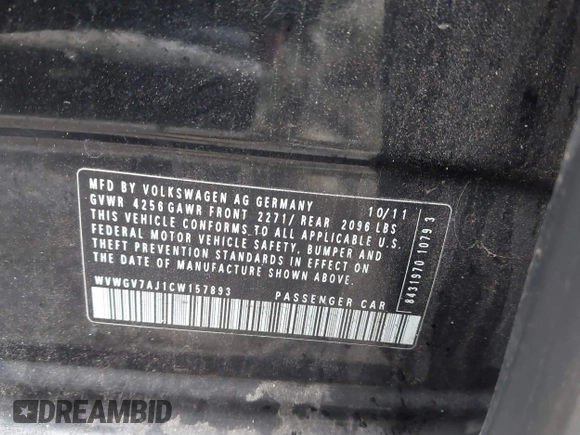 MFD BY VOLKSWAGEN AG GERMANY 10/11
GVWR 4256 GAWR FRONT 2271/ REAR 2096 LBS
THIS VEHICLE CONFORMS TO ALL APPLICABLE U.S.
FEDERAL MOTOR VEHICLE SAFETY, BUMPER AND
THEFT PREVENTION STANDARDS IN EFFECT ON
THE DATE OF MANUFACTURE SHOWN ABOVE.
WVWGV7AJ1CW157893 PASSENGER CAR
8431970 1079 3
DREAMBID